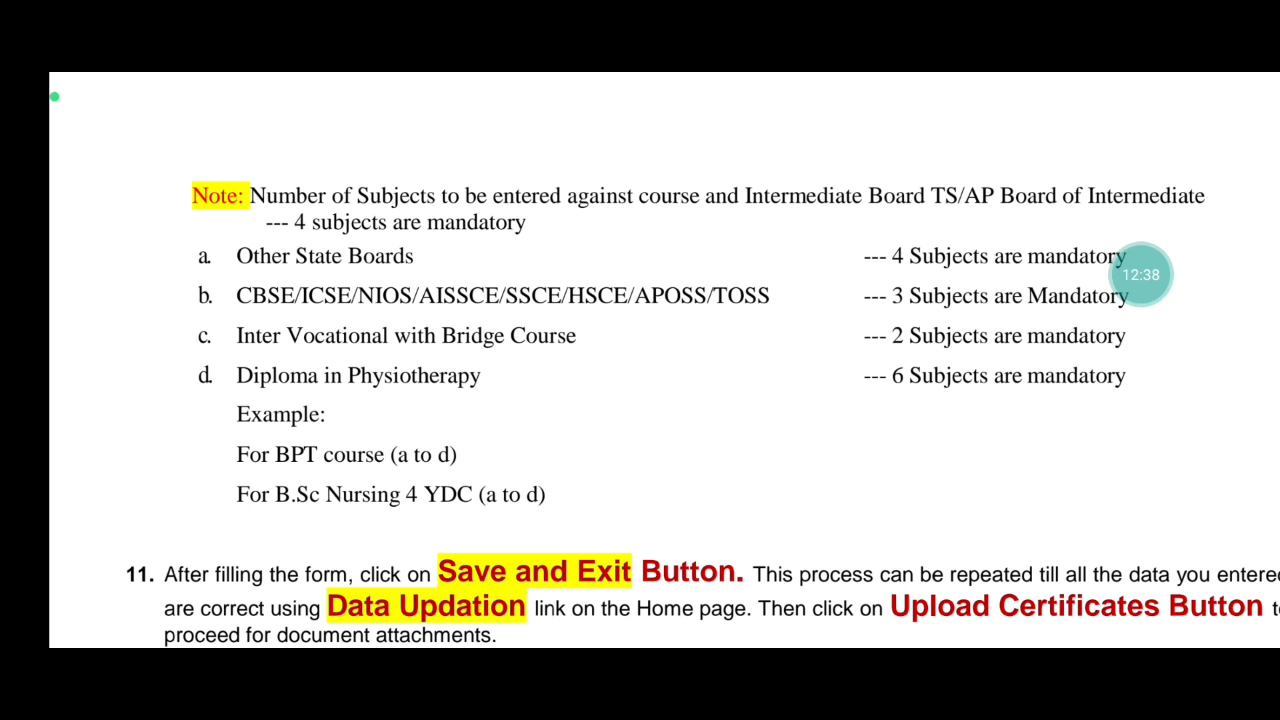 Note: Number of Subjects to be entered against course and Intermediate Board TS/AP Board of Intermediate
--- 4 subjects are mandatory
a. Other State Boards --- 4 Subjects are mandatory
12:38
b. CBSE/ICSE/NIOS/AISSCE/SSCE/HSCE/APOSS/TOSS --- 3 Subjects are Mandatory
c. Inter Vocational with Bridge Course --- 2 Subjects are mandatory
d. Diploma in Physiotherapy --- 6 Subjects are mandatory
Example:
For BPT course (a to d)
For B.Sc Nursing 4 YDC (a to d)
11. After filling the form, click on Save and Exit Button. This process can be repeated till all the data you entered
are correct using Data Updation link on the Home page. Then click on Upload Certificates Button
proceed for document attachments.